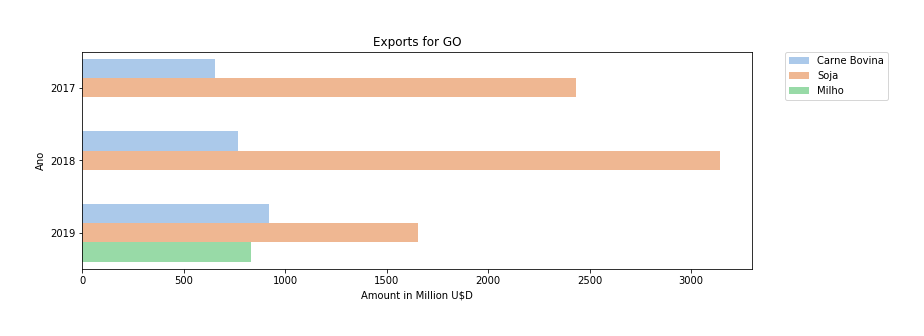 Exports for GO
Carne Bovina
Soja
Milho
2017
2018
2019
Ano
0 500 1000 1500 2000 2500 3000
Amount in Million U$D